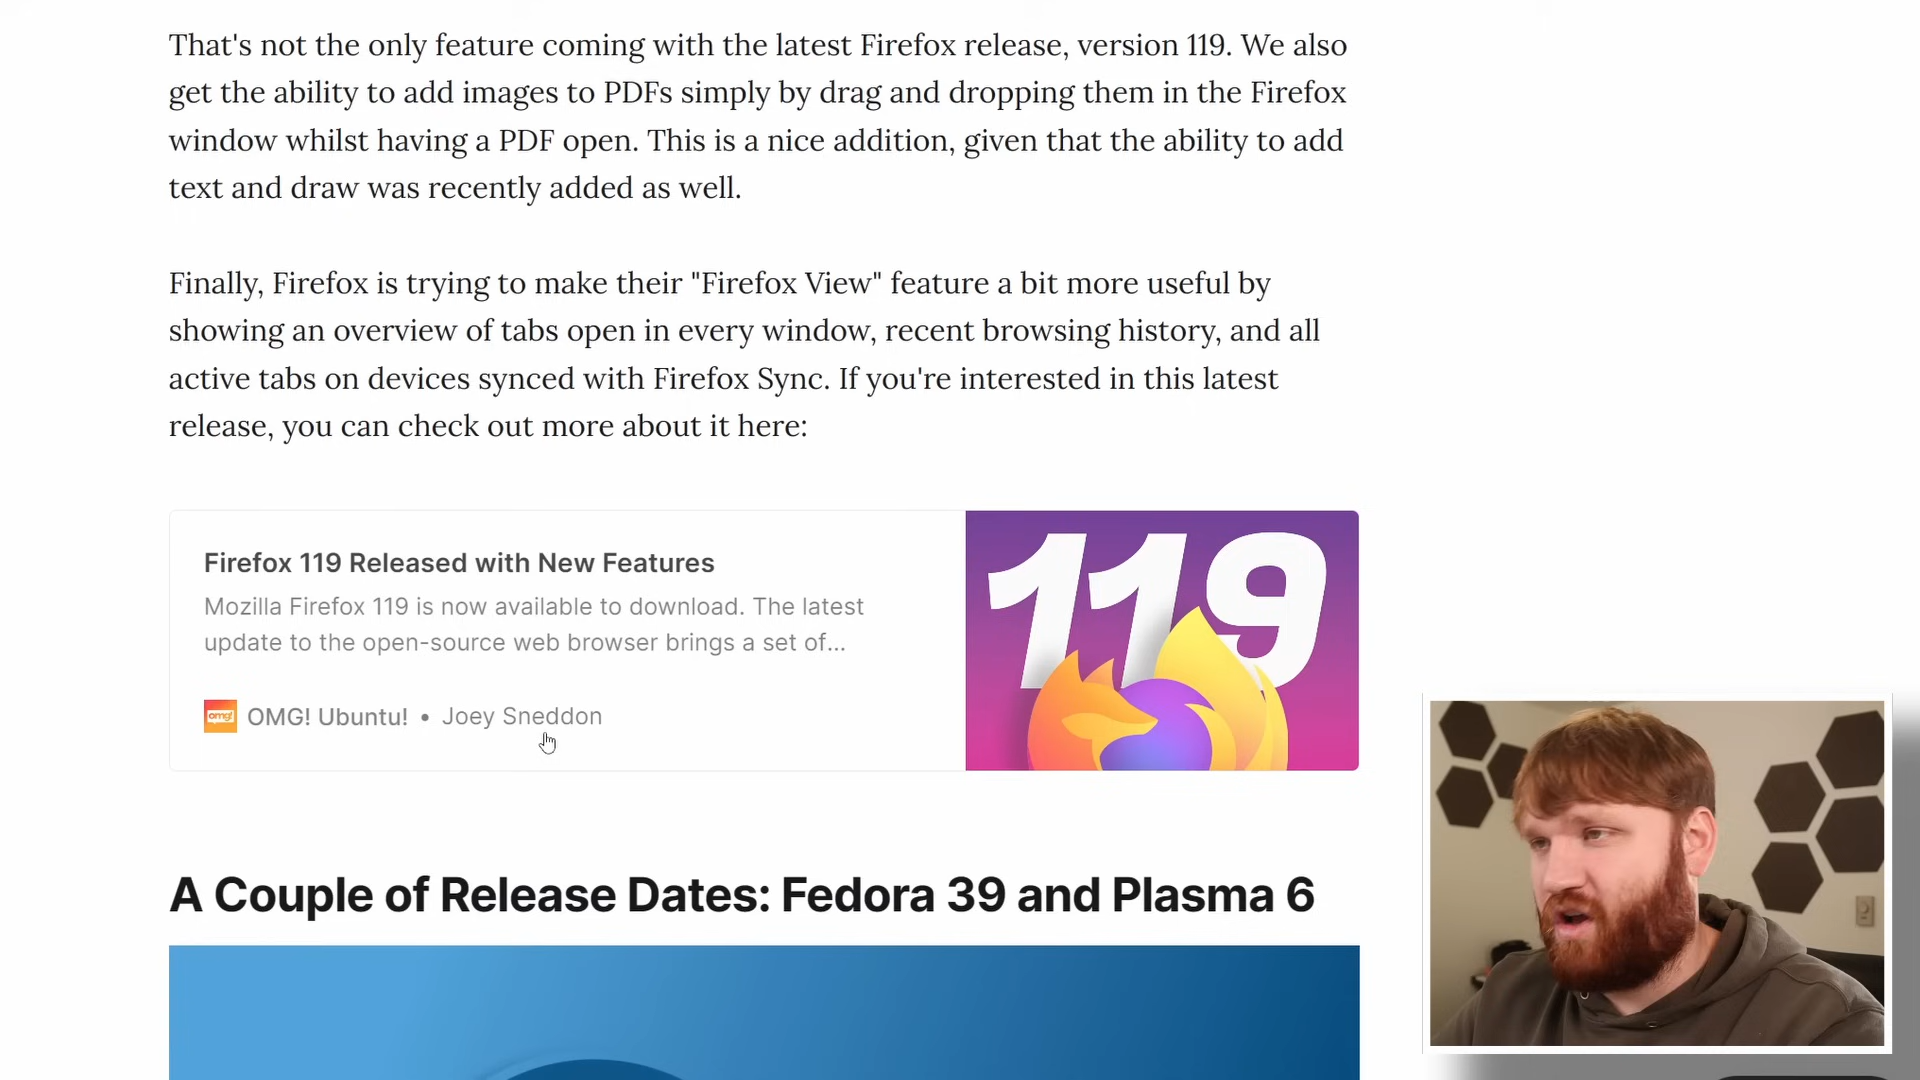 That's not the only feature coming with the latest Firefox release, version 119. We also
get the ability to add images to PDFs simply by drag and dropping them in the Firefox
window whilst having a PDF open. This is a nice addition, given that the ability to add
text and draw was recently added as well.
Finally, Firefox is trying to make their "Firefox View" feature a bit more useful by
showing an overview of tabs open in every window, recent browsing history, and all
active tabs on devices synced with Firefox Sync. If you're interested in this latest
release, you can check out more about it here:
Firefox 119 Released with New Features
Mozilla Firefox 119 is now available to download. The latest
update to the open-source web browser brings a set of...
omg! OMG! Ubuntu! • Joey Sneddon
119
A Couple of Release Dates: Fedora 39 and Plasma 6